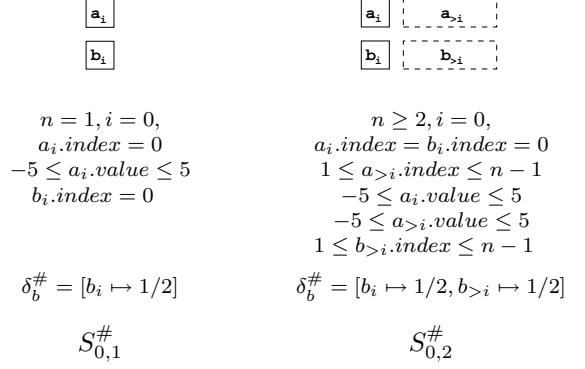 a_i
b_i
n = 1, i = 0,
a_i.index = 0
−5 ≤ a_i.value ≤ 5
b_i.index = 0
δ_b^# = [b_i ↦ 1/2]
S_{0,1}^#
a_i a_{>i}
b_i b_{>i}
n ≥ 2, i = 0,
a_i.index = b_i.index = 0
1 ≤ a_{>i}.index ≤ n − 1
−5 ≤ a_i.value ≤ 5
−5 ≤ a_{>i}.value ≤ 5
1 ≤ b_{>i}.index ≤ n − 1
δ_b^# = [b_i ↦ 1/2, b_{>i} ↦ 1/2]
S_{0,2}^#